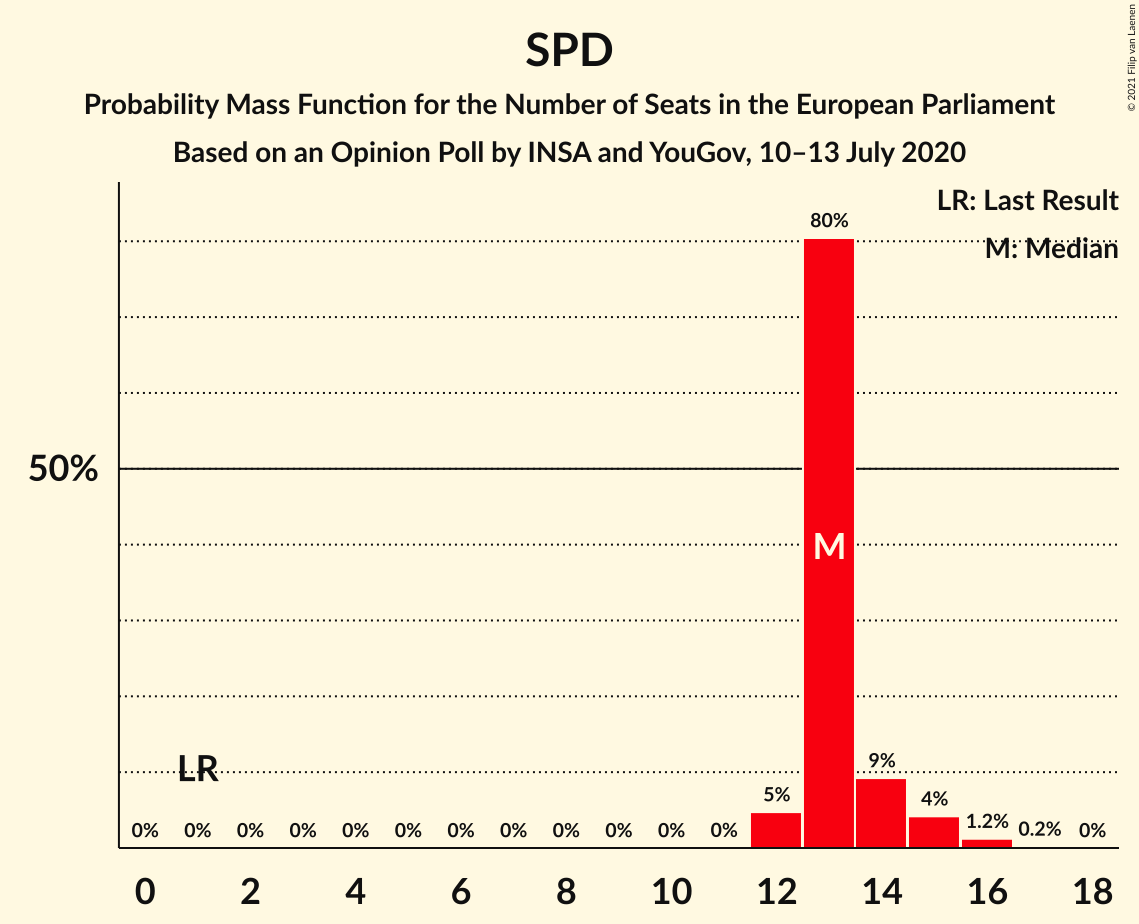 SPD
Probability Mass Function for the Number of Seats in the European Parliament
Based on an Opinion Poll by INSA and YouGov, 10–13 July 2020
© 2021 Filip van Laenen
LR: Last Result
M: Median
80%
50%
M
LR
9%
5%
4%
1.2%
0.2%
0% 0% 0% 0% 0% 0% 0% 0% 0% 0% 0% 0% 0%
0 2 4 6 8 10 12 14 16 18